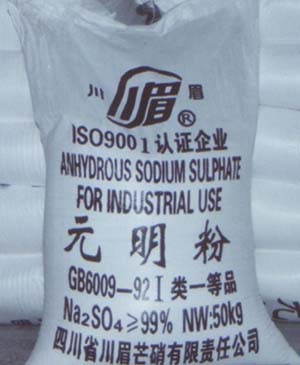 川 川眉 眉 ®
ISO9001认证企业
ANHYDROUS SODIUM SULPHATE
FOR INDUSTRIAL USE
元明粉
GB6009-92 I 类一等品
Na₂SO₄≥99% NW:50kg
四川省川眉芒硝有限责任公司